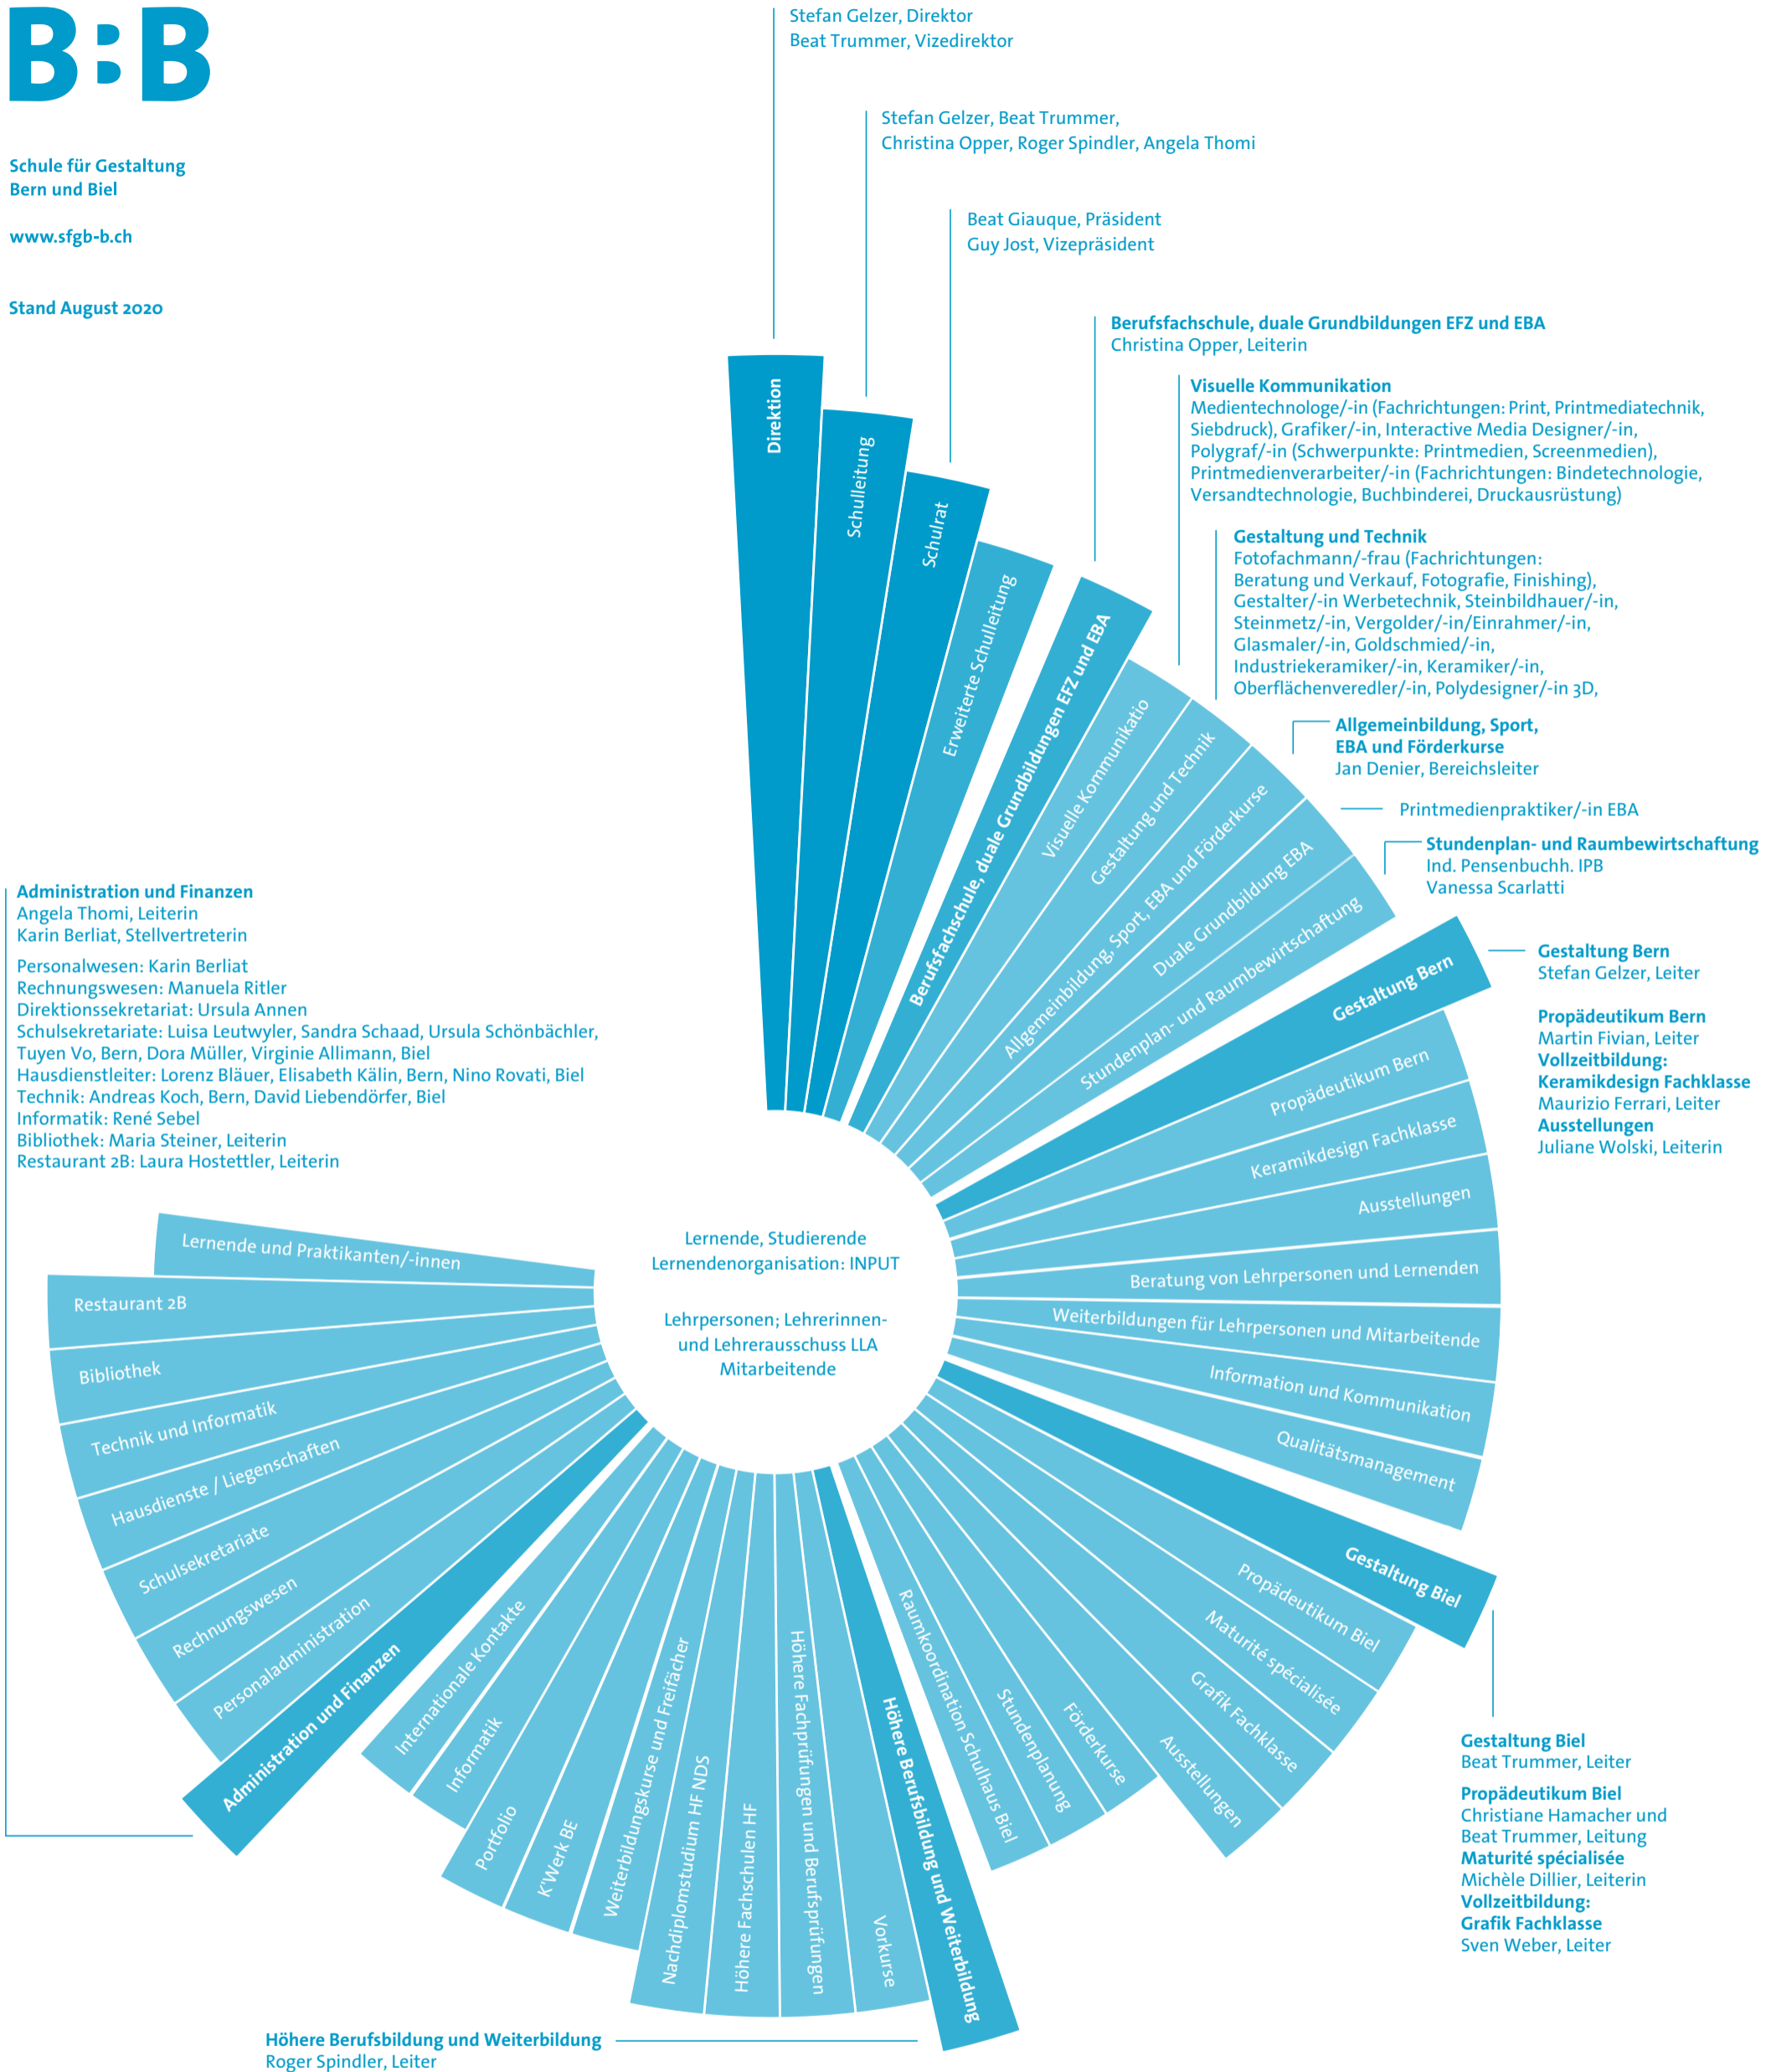 B:B
Schule für Gestaltung
Bern und Biel
www.sfgb-b.ch
Stand August 2020
Stefan Gelzer, Direktor
Beat Trummer, Vizedirektor
Stefan Gelzer, Beat Trummer,
Christina Opper, Roger Spindler, Angela Thomi
Beat Giauque, Präsident
Guy Jost, Vizepräsident
Berufsfachschule, duale Grundbildungen EFZ und EBA
Christina Opper, Leiterin
Visuelle Kommunikation
Medientechnologe/-in (Fachrichtungen: Print, Printmediatechnik,
Siebdruck), Grafiker/-in, Interactive Media Designer/-in,
Polygraf/-in (Schwerpunkte: Printmedien, Screenmedien),
Printmedienverarbeiter/-in (Fachrichtungen: Bindetechnologie,
Versandtechnologie, Buchbinderei, Druckausrüstung)
Gestaltung und Technik
Fotofachmann/-frau (Fachrichtungen:
Beratung und Verkauf, Fotografie, Finishing),
Gestalter/-in Werbetechnik, Steinbildhauer/-in,
Steinmetz/-in, Vergolder/-in/Einrahmer/-in,
Glasmaler/-in, Goldschmied/-in,
Industriekeramiker/-in, Keramiker/-in,
Oberflächenveredler/-in, Polydesigner/-in 3D,
Allgemeinbildung, Sport,
EBA und Förderkurse
Jan Denier, Bereichsleiter
Printmedienpraktiker/-in EBA
Stundenplan- und Raumbewirtschaftung
Ind. Pensenbuchh. IPB
Vanessa Scarlatti
Gestaltung Bern
Stefan Gelzer, Leiter
Propädeutikum Bern
Martin Fivian, Leiter
Vollzeitbildung:
Keramikdesign Fachklasse
Maurizio Ferrari, Leiter
Ausstellungen
Juliane Wolski, Leiterin
Administration und Finanzen
Angela Thomi, Leiterin
Karin Berliat, Stellvertreterin
Personalwesen: Karin Berliat
Rechnungswesen: Manuela Ritler
Direktionssekretariat: Ursula Annen
Schulsekretariate: Luisa Leutwyler, Sandra Schaad, Ursula Schönbächler,
Tuyen Vo, Bern, Dora Müller, Virginie Allimann, Biel
Hausdienstleiter: Lorenz Bläuer, Elisabeth Kälin, Bern, Nino Rovati, Biel
Technik: Andreas Koch, Bern, David Liebendörfer, Biel
Informatik: René Sebel
Bibliothek: Maria Steiner, Leiterin
Restaurant 2B: Laura Hostettler, Leiterin
Direktion
Schulleitung
Schulrat
Erweiterte Schulleitung
Berufsfachschule, duale Grundbildungen EFZ und EBA
Visuelle Kommunikatio
Gestaltung und Technik
Allgemeinbildung, Sport, EBA und Förderkurse
Duale Grundbildung EBA
Stundenplan- und Raumbewirtschaftung
Gestaltung Bern
Propädeutikum Bern
Keramikdesign Fachklasse
Ausstellungen
Beratung von Lehrpersonen und Lernenden
Weiterbildungen für Lehrpersonen und Mitarbeitende
Information und Kommunikation
Qualitätsmanagement
Gestaltung Biel
Propädeutikum Biel
Maturité spécialisée
Grafik Fachklasse
Ausstellungen
Förderkurse
Stundenplanung
Raumkoordination Schulhaus Biel
Höhere Berufsbildung und Weiterbildung
Vorkurse
Höhere Fachprüfungen und Berufsprüfungen
Höhere Fachschulen HF
Nachdiplomstudium HF NDS
Weiterbildungskurse und Freifächer
K'Werk BE
Portfolio
Informatik
Internationale Kontakte
Administration und Finanzen
Personaladministration
Rechnungswesen
Schulsekretariate
Hausdienste / Liegenschaften
Technik und Informatik
Bibliothek
Restaurant 2B
Lernende und Praktikanten/-innen
Lernende, Studierende
Lernendenorganisation: INPUT
Lehrpersonen; Lehrerinnen-
und Lehrerausschuss LLA
Mitarbeitende
Gestaltung Biel
Beat Trummer, Leiter
Propädeutikum Biel
Christiane Hamacher und
Beat Trummer, Leitung
Maturité spécialisée
Michèle Dillier, Leiterin
Vollzeitbildung:
Grafik Fachklasse
Sven Weber, Leiter
Höhere Berufsbildung und Weiterbildung
Roger Spindler, Leiter